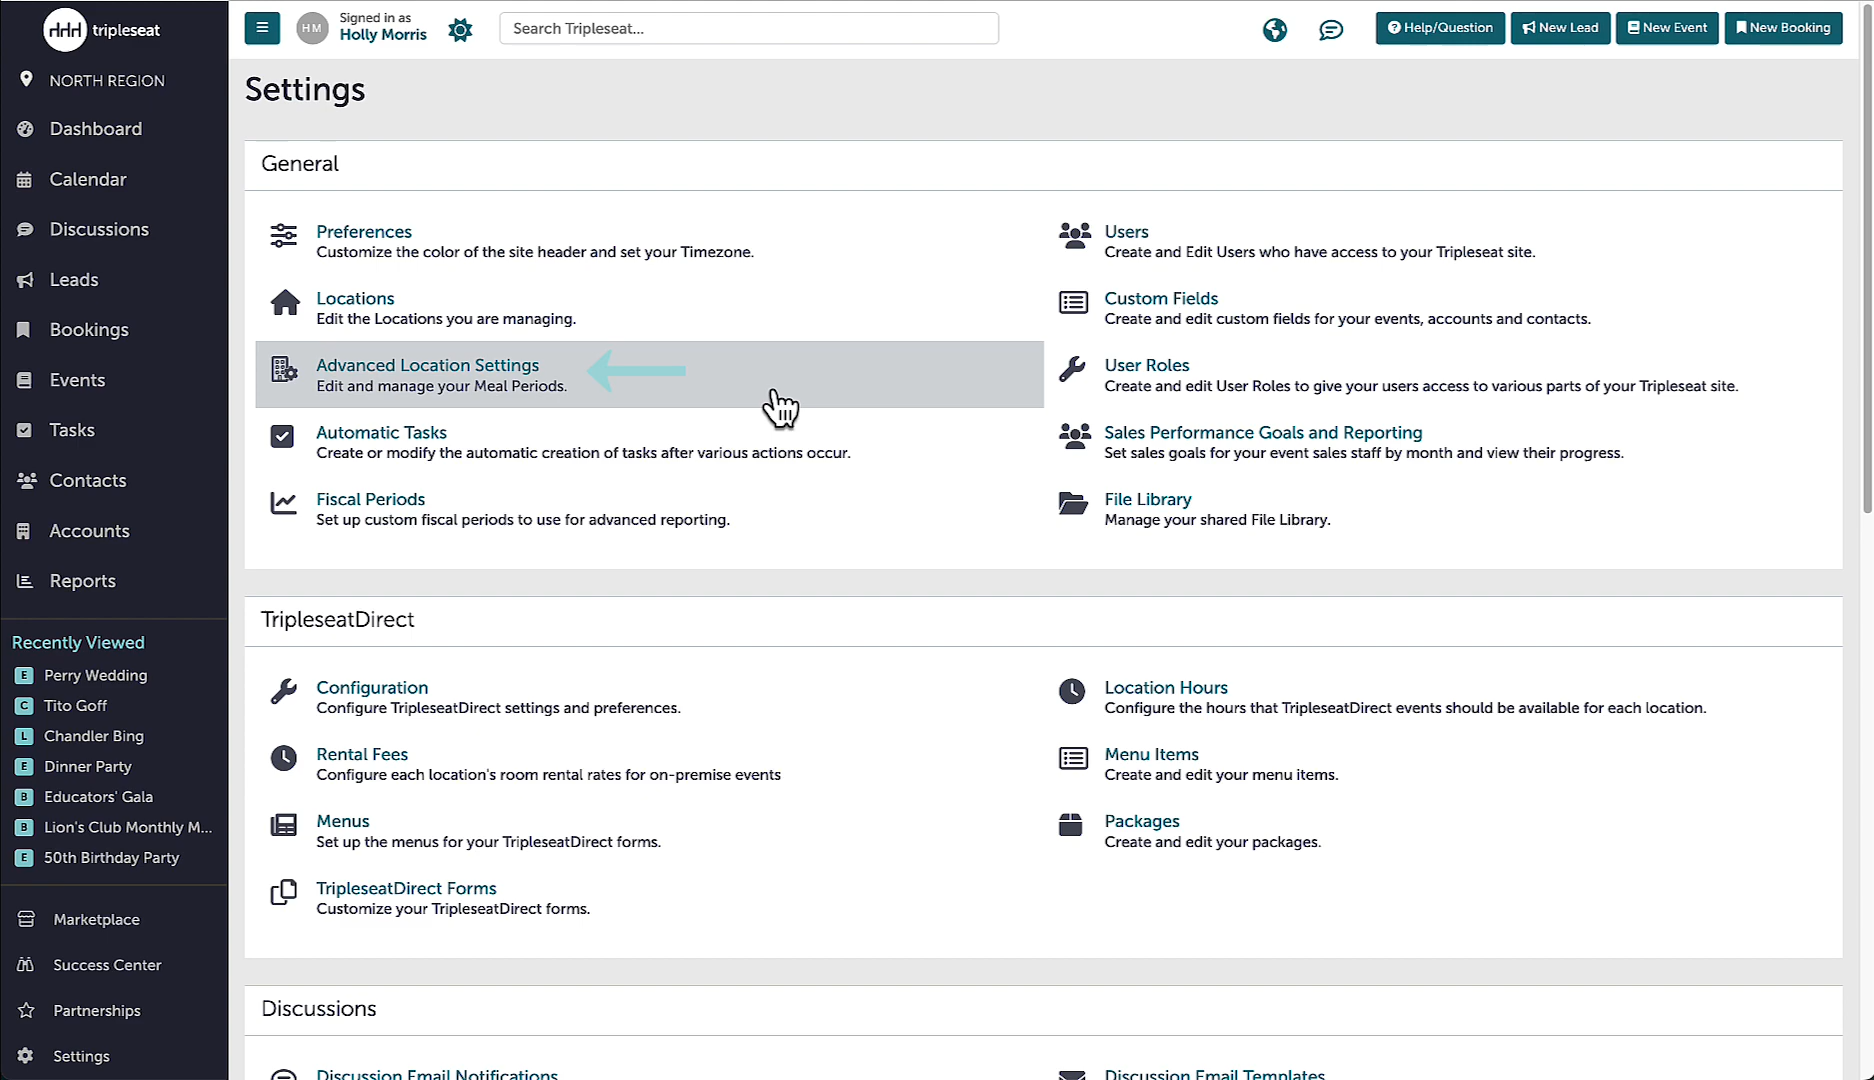 tripleseat
NORTH REGION
Dashboard
Calendar
Discussions
Leads
Bookings
Events
Tasks
Contacts
Accounts
Reports
Recently Viewed
E Perry Wedding
C Tito Goff
L Chandler Bing
E Dinner Party
B Educators' Gala
B Lion's Club Monthly M...
E 50th Birthday Party
Marketplace
Success Center
Partnerships
Settings
HM
Signed in as
Holly Morris
Search Tripleseat...
Help/Question
New Lead
New Event
New Booking
Settings
General
Preferences
Customize the color of the site header and set your Timezone.
Users
Create and Edit Users who have access to your Tripleseat site.
Locations
Edit the Locations you are managing.
Custom Fields
Create and edit custom fields for your events, accounts and contacts.
Advanced Location Settings
Edit and manage your Meal Periods.
User Roles
Create and edit User Roles to give your users access to various parts of your Tripleseat site.
Automatic Tasks
Create or modify the automatic creation of tasks after various actions occur.
Sales Performance Goals and Reporting
Set sales goals for your event sales staff by month and view their progress.
Fiscal Periods
Set up custom fiscal periods to use for advanced reporting.
File Library
Manage your shared File Library.
TripleseatDirect
Configuration
Configure TripleseatDirect settings and preferences.
Location Hours
Configure the hours that TripleseatDirect events should be available for each location.
Rental Fees
Configure each location's room rental rates for on-premise events
Menu Items
Create and edit your menu items.
Menus
Set up the menus for your TripleseatDirect forms.
Packages
Create and edit your packages.
TripleseatDirect Forms
Customize your TripleseatDirect forms.
Discussions
Discussion Email Notifications
Discussion Email Templates